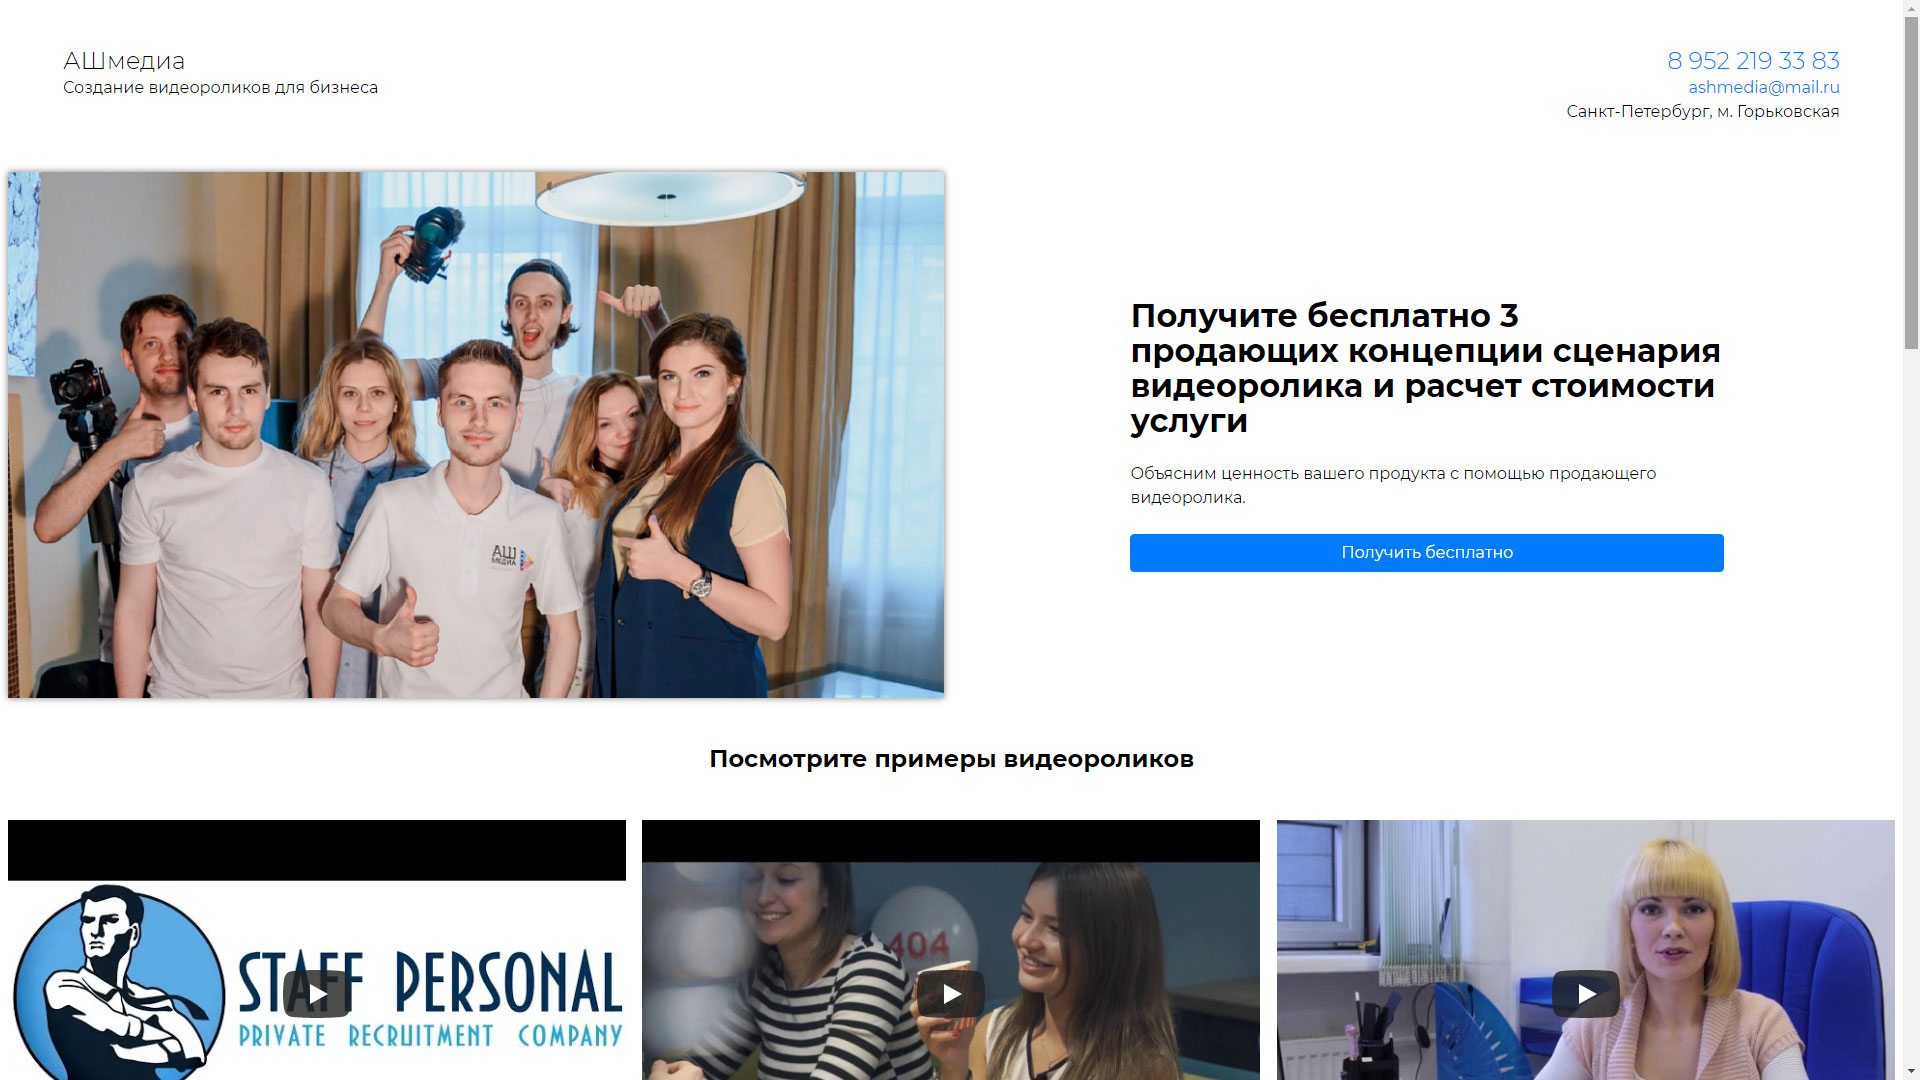 АШмедиа
Создание видеороликов для бизнеса
8 952 219 33 83
ashmedia@mail.ru
Санкт-Петербург, м. Горьковская
АШ
МЕДИА
Получите бесплатно 3
продающих концепции сценария
видеоролика и расчет стоимости
услуги
Объясним ценность вашего продукта с помощью продающего
видеоролика.
Получить бесплатно
Посмотрите примеры видеороликов
STAFF PERSONAL
PRIVATE RECRUITMENT COMPANY
404